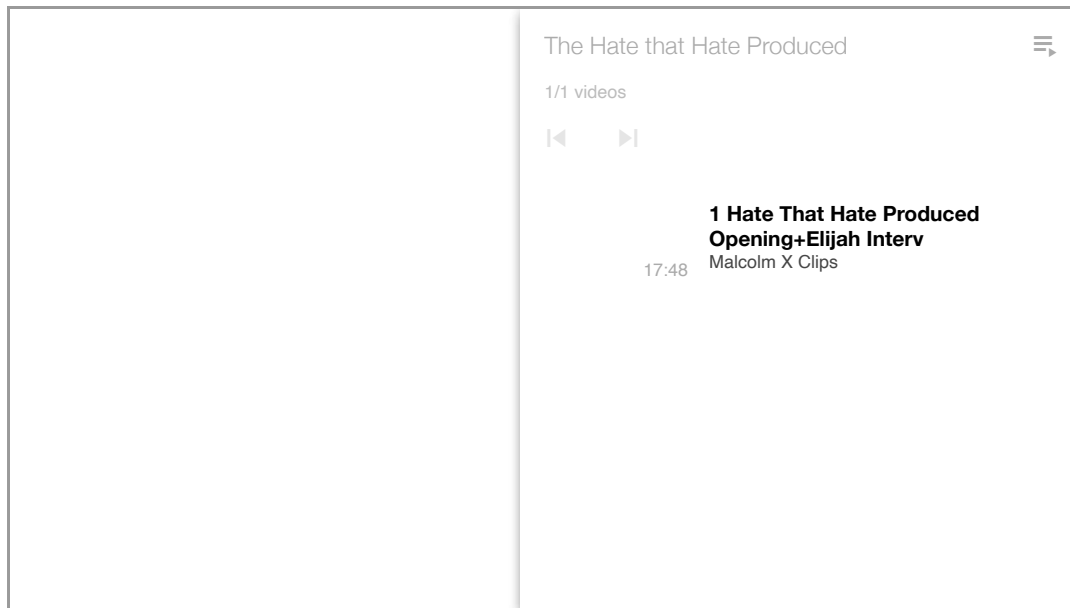 The Hate that Hate Produced
1/1 videos
1 Hate That Hate Produced
Opening+Elijah Interv
17:48
Malcolm X Clips